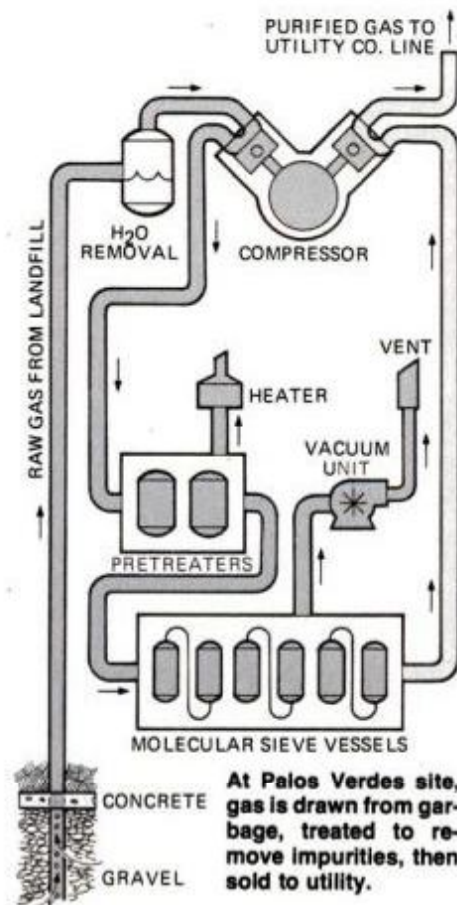 PURIFIED GAS TO
UTILITY CO. LINE
H2O
REMOVAL
COMPRESSOR
RAW GAS FROM LANDFILL
HEATER
VENT
VACUUM
UNIT
PRETREATERS
MOLECULAR SIEVE VESSELS
CONCRETE
GRAVEL
At Palos Verdes site,
gas is drawn from gar-
bage, treated to re-
move impurities, then
sold to utility.